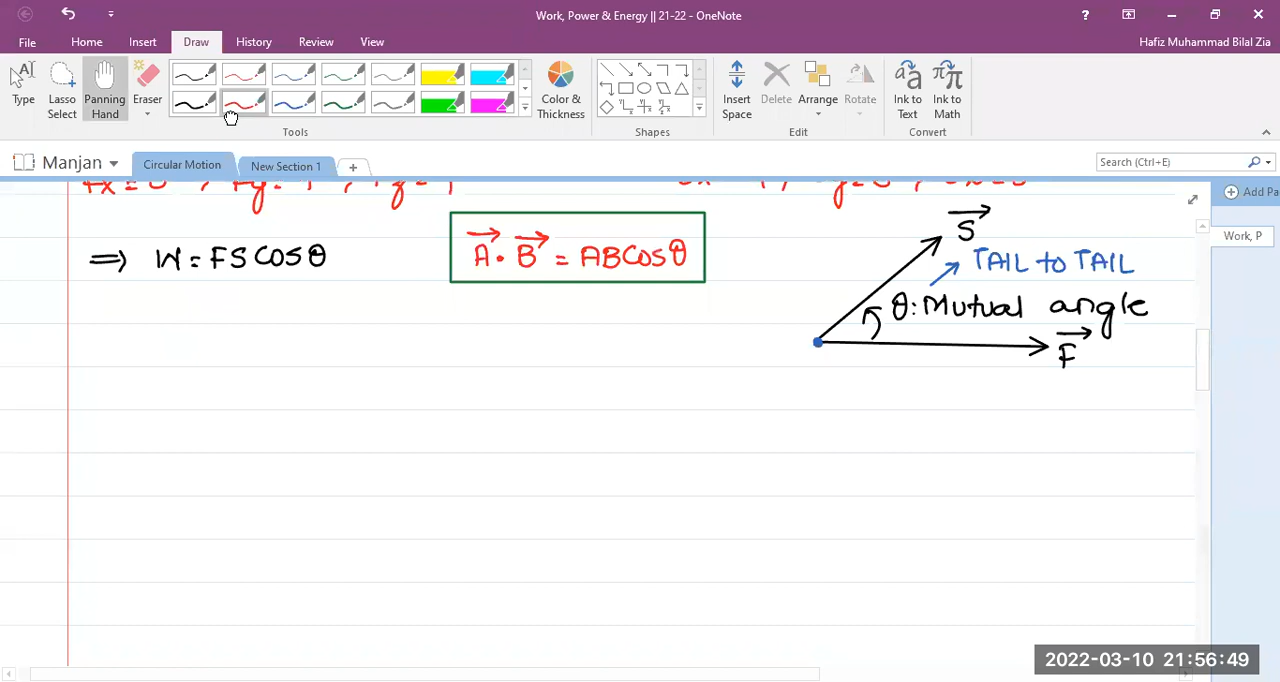 Work, Power & Energy || 21-22 - OneNote
File Home Insert Draw History Review View
Hafiz Muhammad Bilal Zia
Type
Lasso Select
Panning Hand
Eraser
Color & Thickness
Insert Space
Delete
Arrange
Rotate
Ink to Text
Ink to Math
Tools
Shapes
Edit
Convert
Manjan
Circular Motion
New Section 1
Search (Ctrl+E)
Add Pa
Work, P
⇒ W = FS COSθ
A⃗ · B⃗ = ABCosθ
S⃗
TAIL to TAIL
θ: Mutual angle
F⃗
2022-03-10 21:56:49